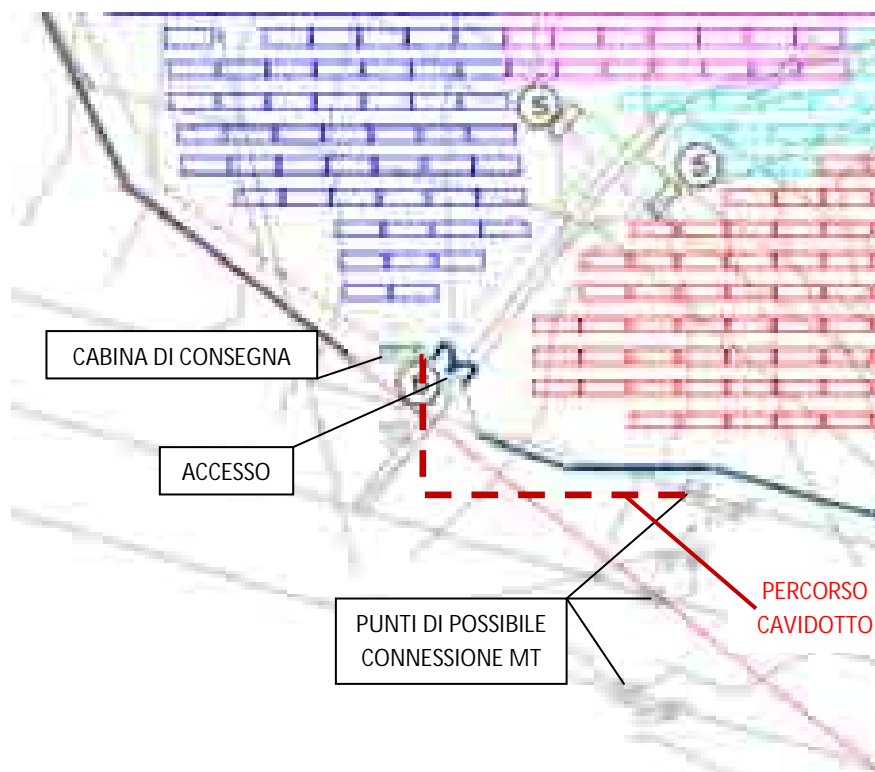 S
S
CABINA DI CONSEGNA
ACCESSO
PERCORSO
CAVIDOTTO
PUNTI DI POSSIBILE
CONNESSIONE MT